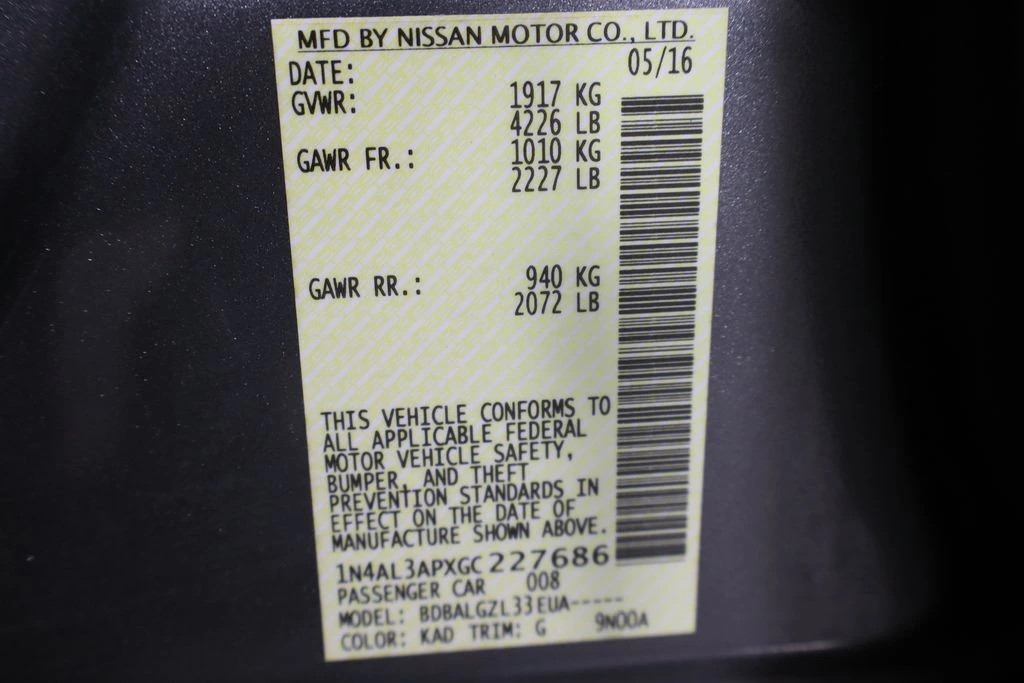 MFD BY NISSAN MOTOR CO., LTD.
DATE: 05/16
GVWR: 1917 KG
4226 LB
GAWR FR.: 1010 KG
2227 LB
GAWR RR.: 940 KG
2072 LB
THIS VEHICLE CONFORMS TO
ALL APPLICABLE FEDERAL
MOTOR VEHICLE SAFETY,
BUMPER, AND THEFT
PREVENTION STANDARDS IN
EFFECT ON THE DATE OF
MANUFACTURE SHOWN ABOVE.
1N4AL3APXGC227686
PASSENGER CAR 008
MODEL: BDBALGZL33EUA-----
COLOR: KAD TRIM: G 9N00A